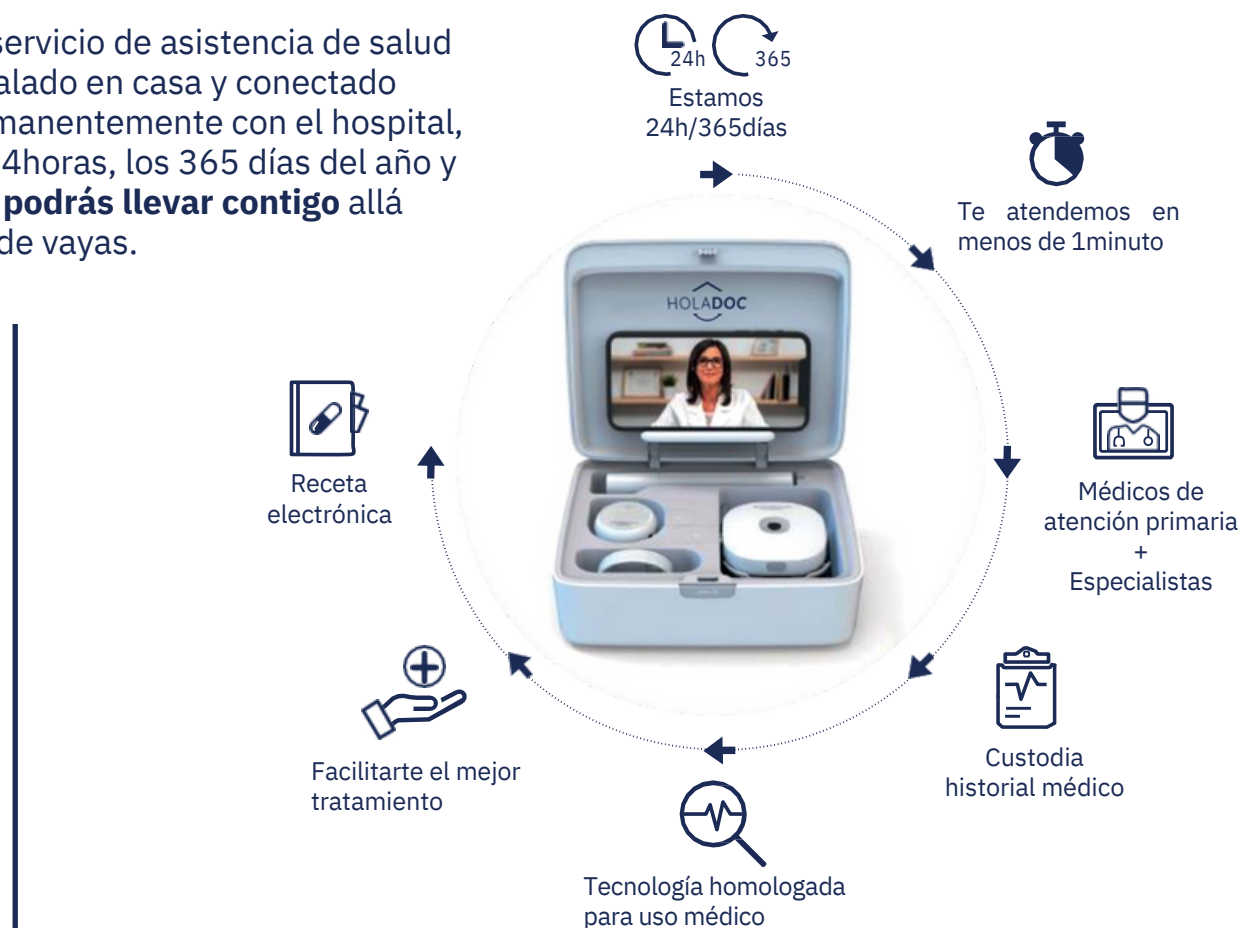 servicio de asistencia de salud
alado en casa y conectado
manentemente con el hospital,
4horas, los 365 días del año y
podrás llevar contigo allá
de vayas.
24h
365
Estamos
24h/365días
Te atendemos en
menos de 1minuto
HOLADOC
Receta
electrónica
Médicos de
atención primaria
+
Especialistas
Facilitarte el mejor
tratamiento
Custodia
historial médico
Tecnología homologada
para uso médico